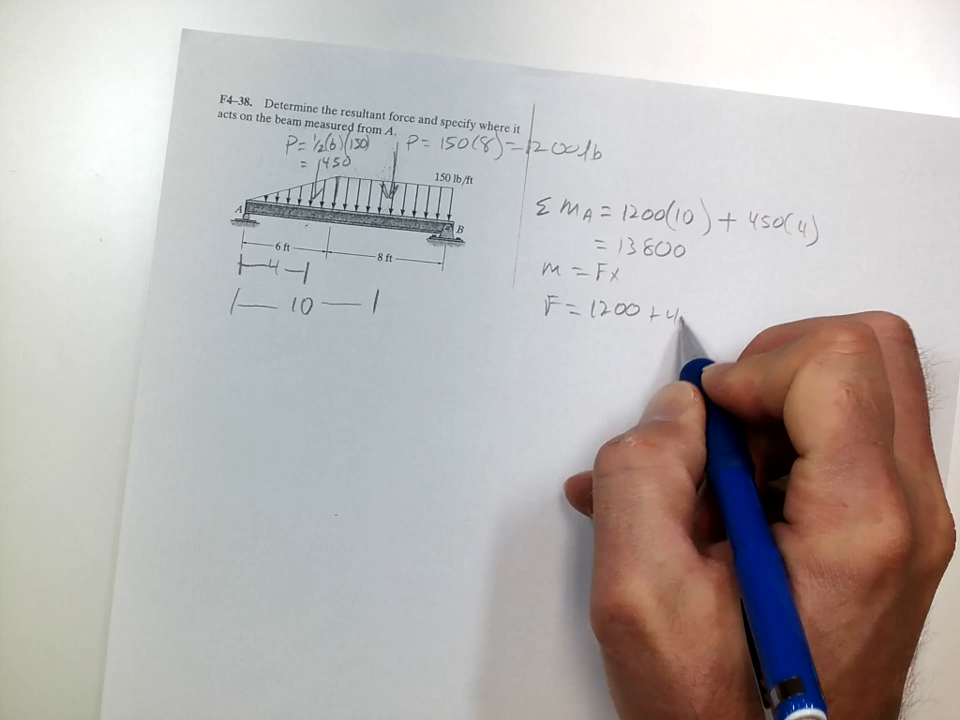 F4–38. Determine the resultant force and specify where it
acts on the beam measured from A.
P = 1/2(6)(150)
= 450
P = 150(8) = 1200 lb
150 lb/ft
A
B
6 ft
8 ft
4
10
Σ MA = 1200(10) + 450(4)
= 13800
m = Fx
F = 1200 + 4